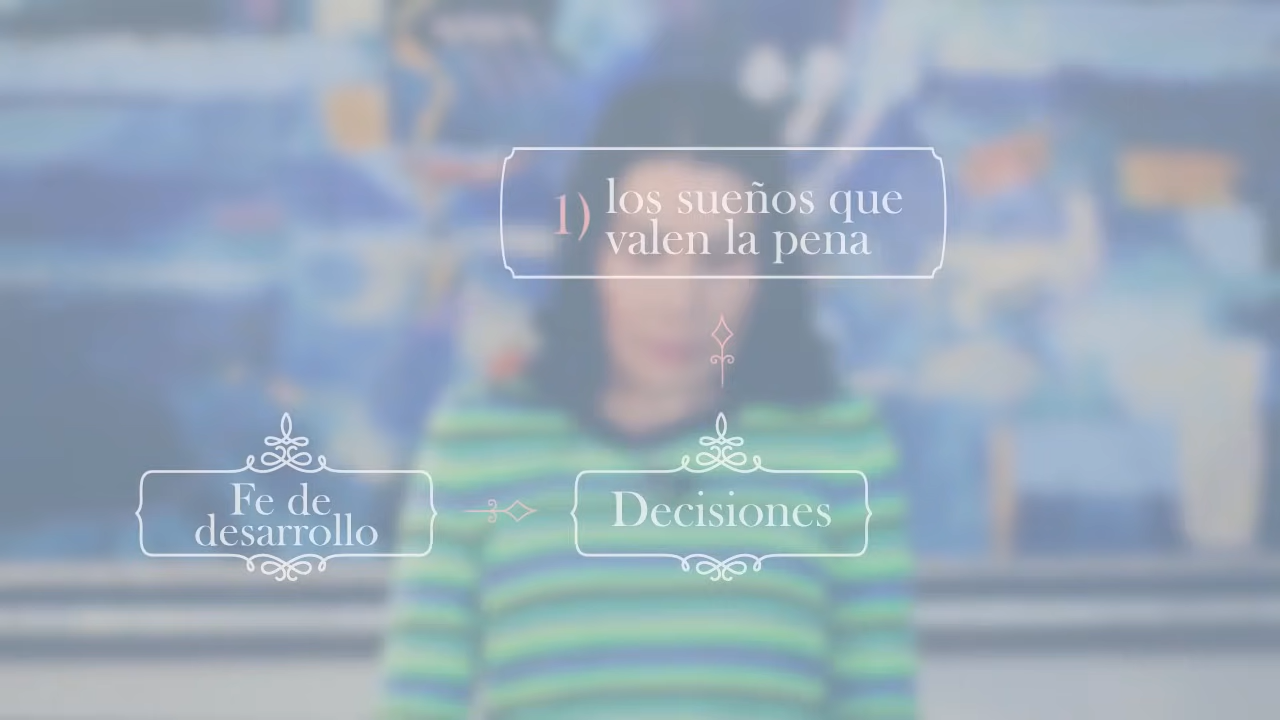 1) los sueños que
valen la pena
Fe de
desarrollo
Decisiones